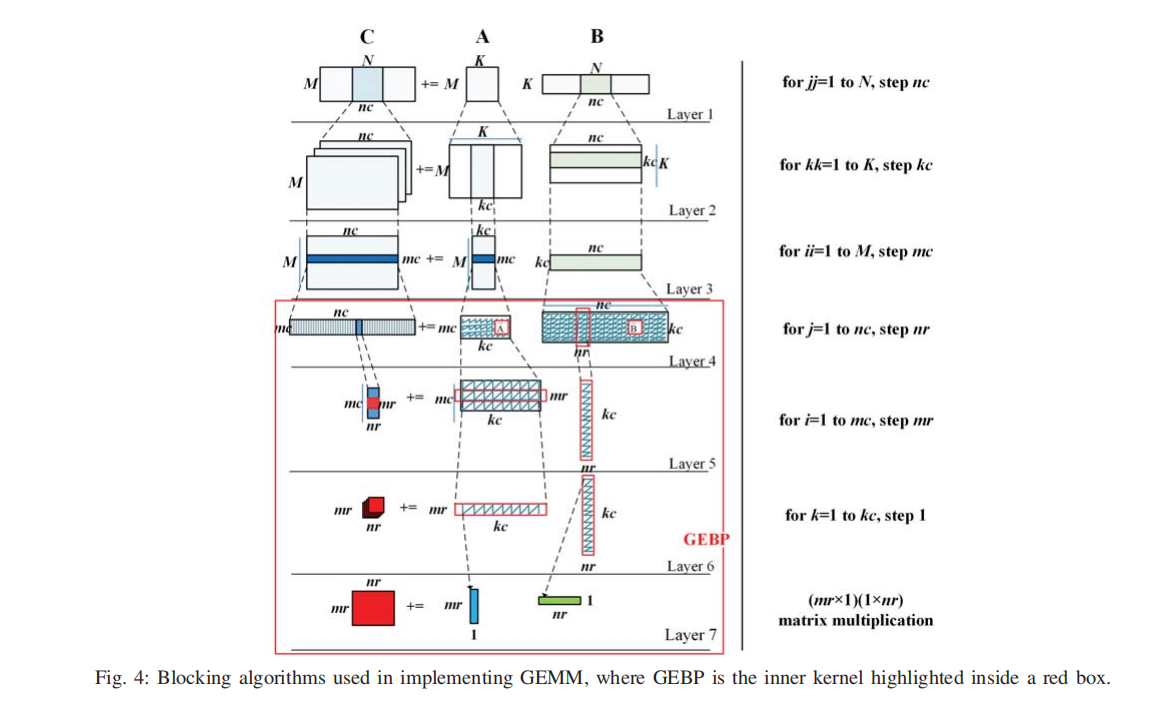 C A B
N K N
M += M K for jj=1 to N, step nc
nc nc
Layer 1
nc K nc
M += M kc K for kk=1 to K, step kc
kc
Layer 2
nc kc nc
M mc += M mc kc for ii=1 to M, step mc
Layer 3
nc nc
mc += mc A B kc for j=1 to nc, step nr
kc nr
Layer 4
mc mr += mc mr kc for i=1 to mc, step mr
nr kc
Layer 5
nr
mr += mr kc for k=1 to kc, step 1
nr kc
GEBP
nr Layer 6
nr
mr += mr 1 (mr×1)(1×nr)
nr matrix multiplication
1 Layer 7
Fig. 4: Blocking algorithms used in implementing GEMM, where GEBP is the inner kernel highlighted inside a red box.